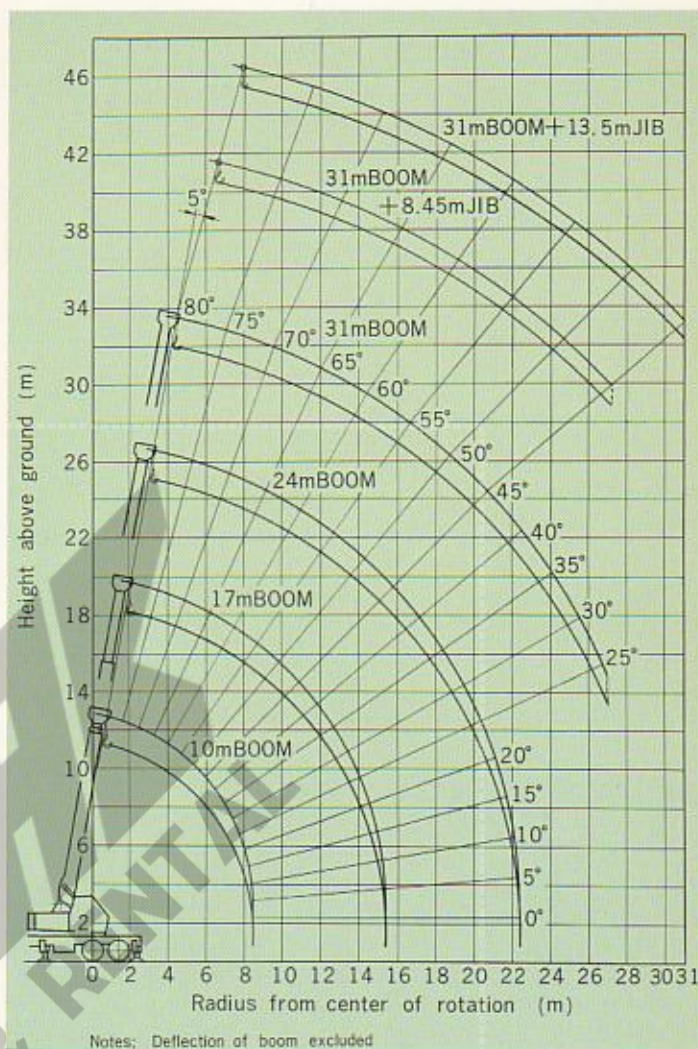 46
42
38
34
30
26
22
18
14
10
6
2
Height above ground (m)
31mBOOM+13.5mJIB
31mBOOM
+8.45mJIB
5°
80°
75°
70°
31mBOOM
65°
60°
55°
50°
45°
40°
35°
30°
25°
24mBOOM
17mBOOM
10mBOOM
20°
15°
10°
5°
0°
0 2 4 6 8 10 12 14 16 18 20 22 24 26 28 30 31
Radius from center of rotation (m)
Notes; Deflection of boom excluded
RENTAL